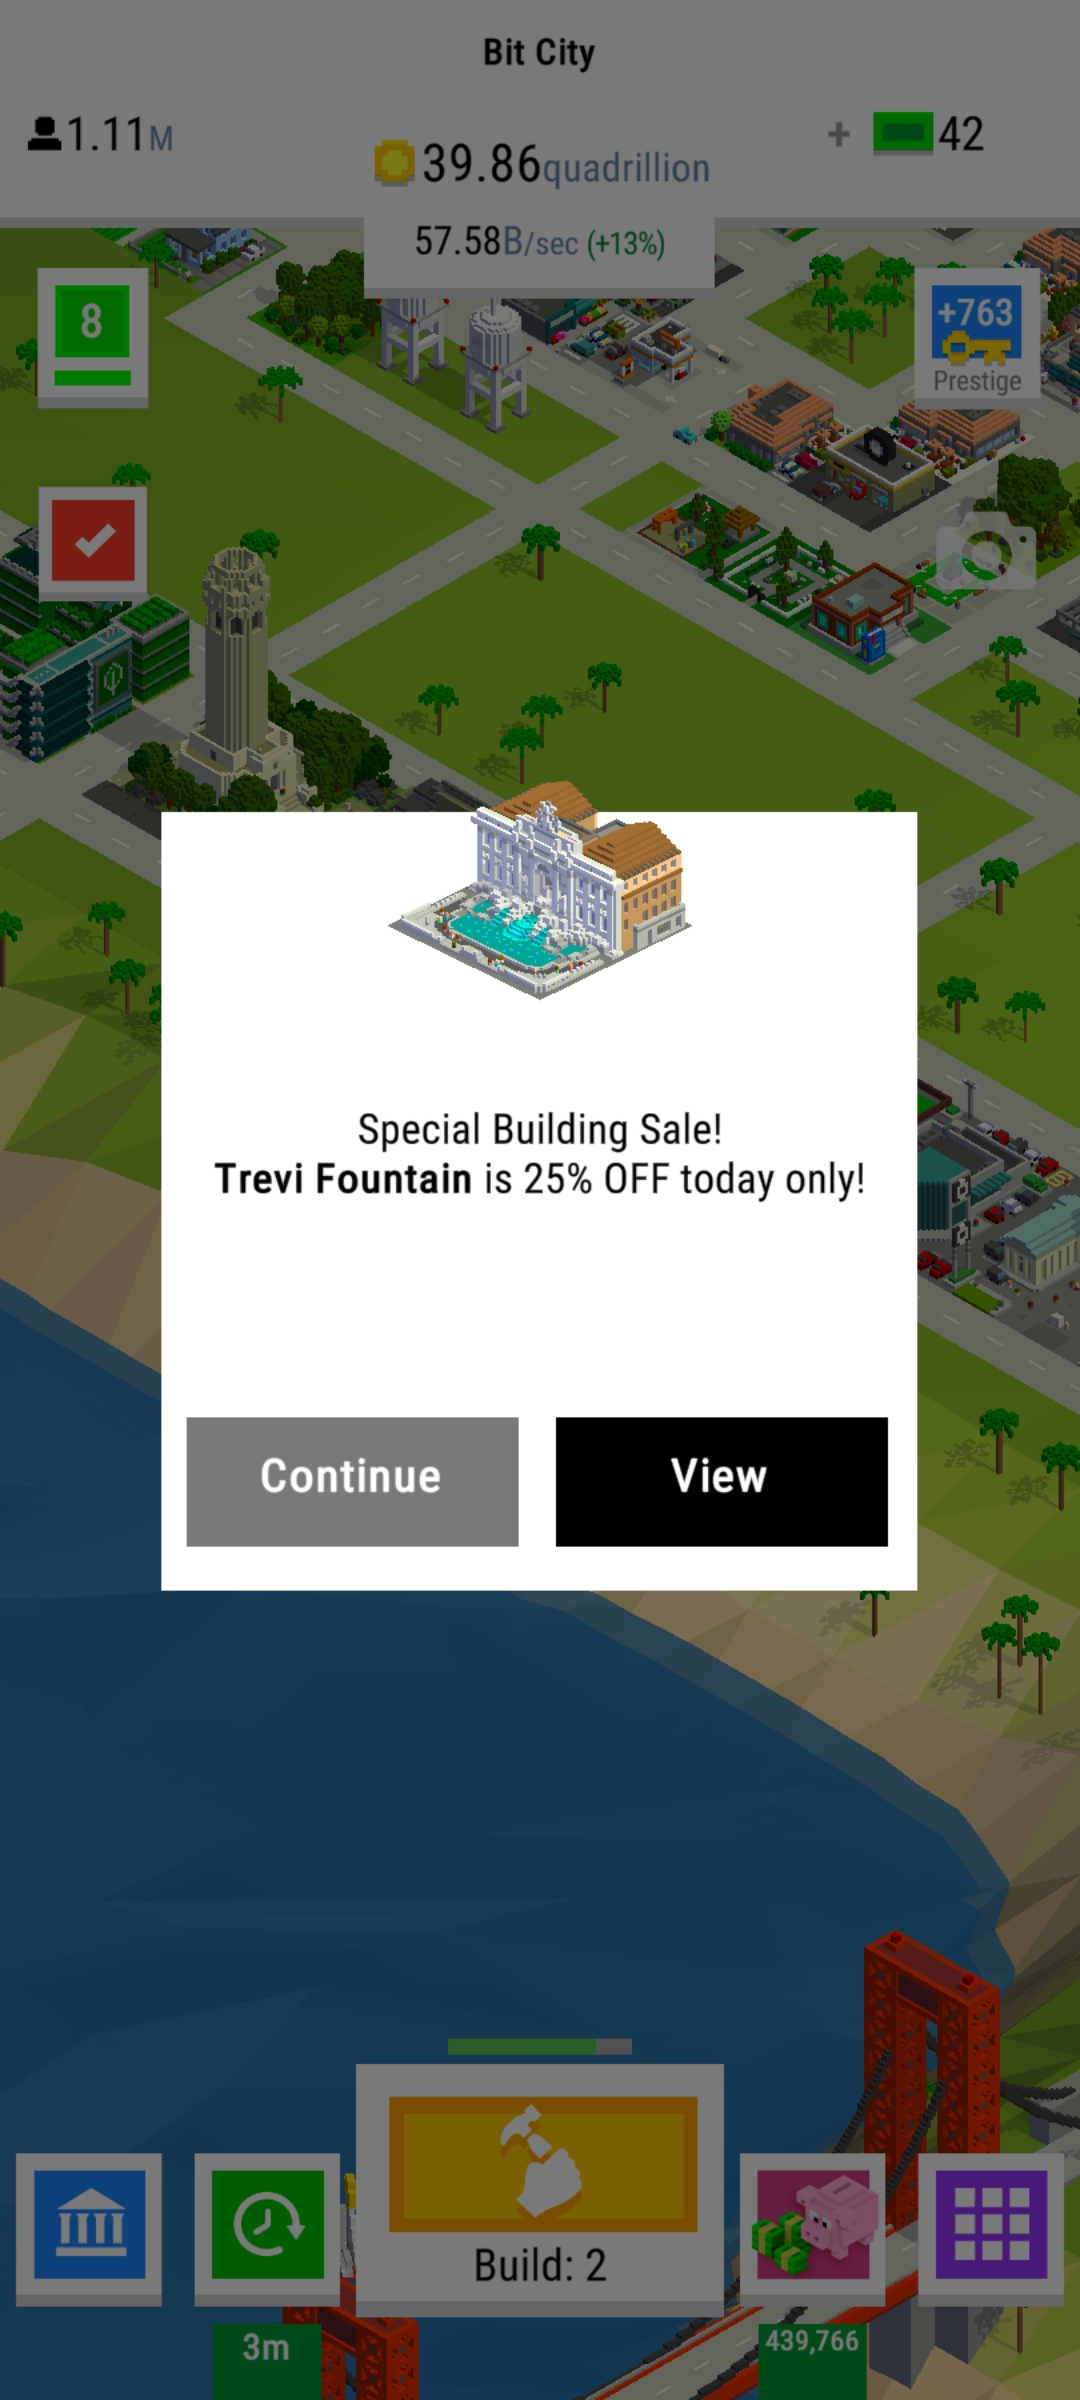 Bit City
1.11M
39.86quadrillion
+ 42
57.58B/sec (+13%)
8
+763
Prestige
Special Building Sale!
Trevi Fountain is 25% OFF today only!
Continue
View
Build: 2
3m
439,766